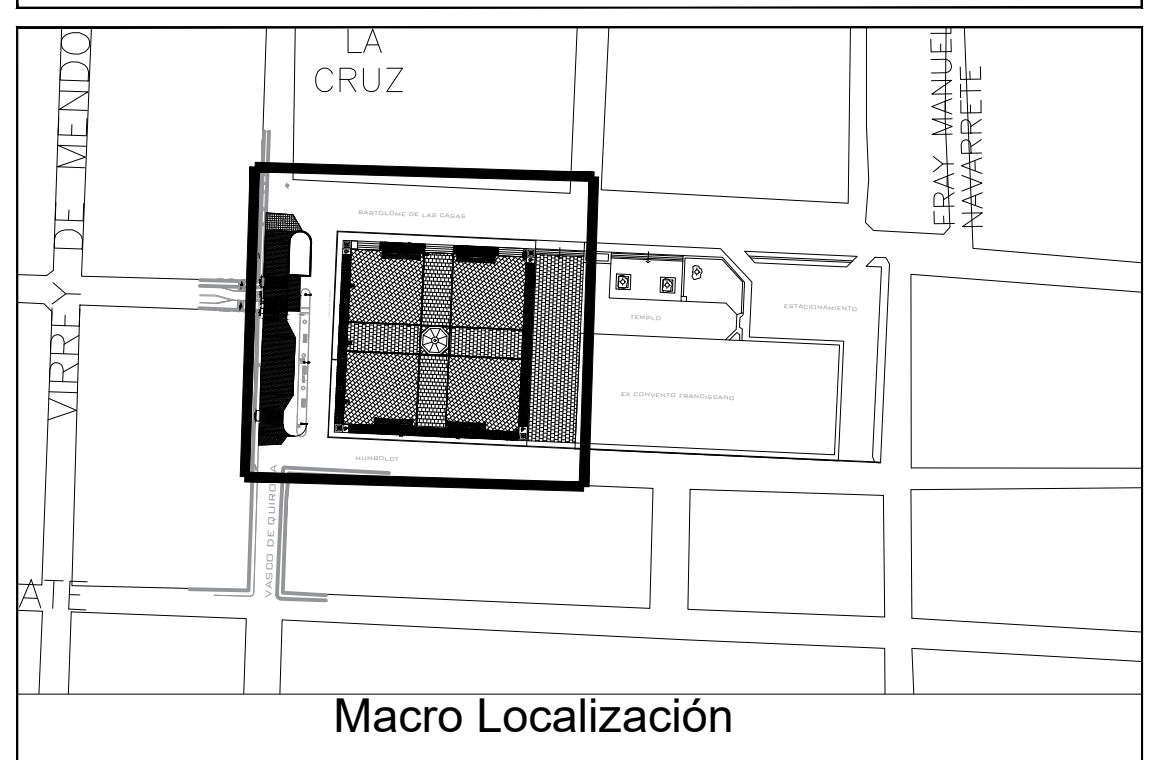 LA
CRUZ
VIRREY DE MENDO
FRAY MANUEL
NAVARRETE
BARTOLOME DE LAS CASAS
ESTACIONAMIENTO
TEMPLO
EX CONVENTO FRANCISCANO
HUMBOLDT
VASCO DE QUIROGA
ATE
Macro Localización